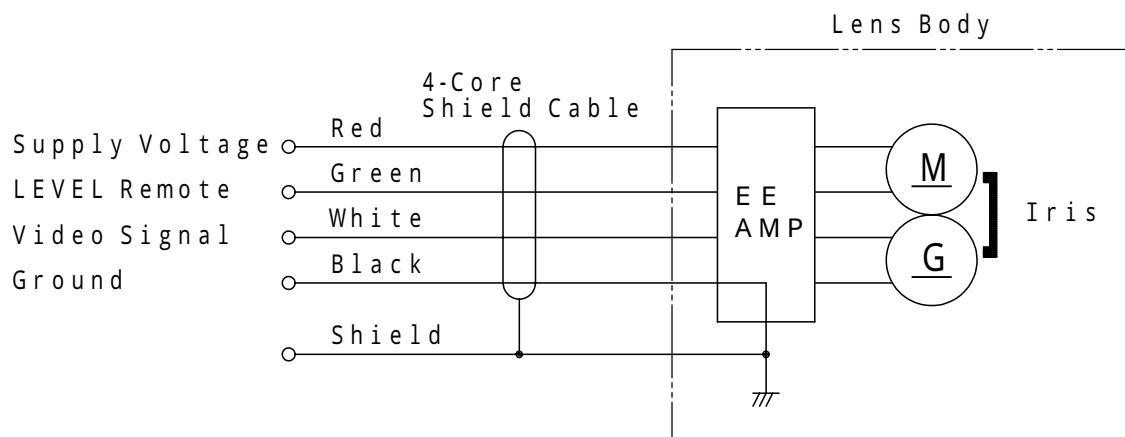 Lens Body
4-Core
Shield Cable
Supply Voltage
Red
LEVEL Remote
Green
Video Signal
White
Ground
Black
Shield
EE
AMP
M
G
Iris